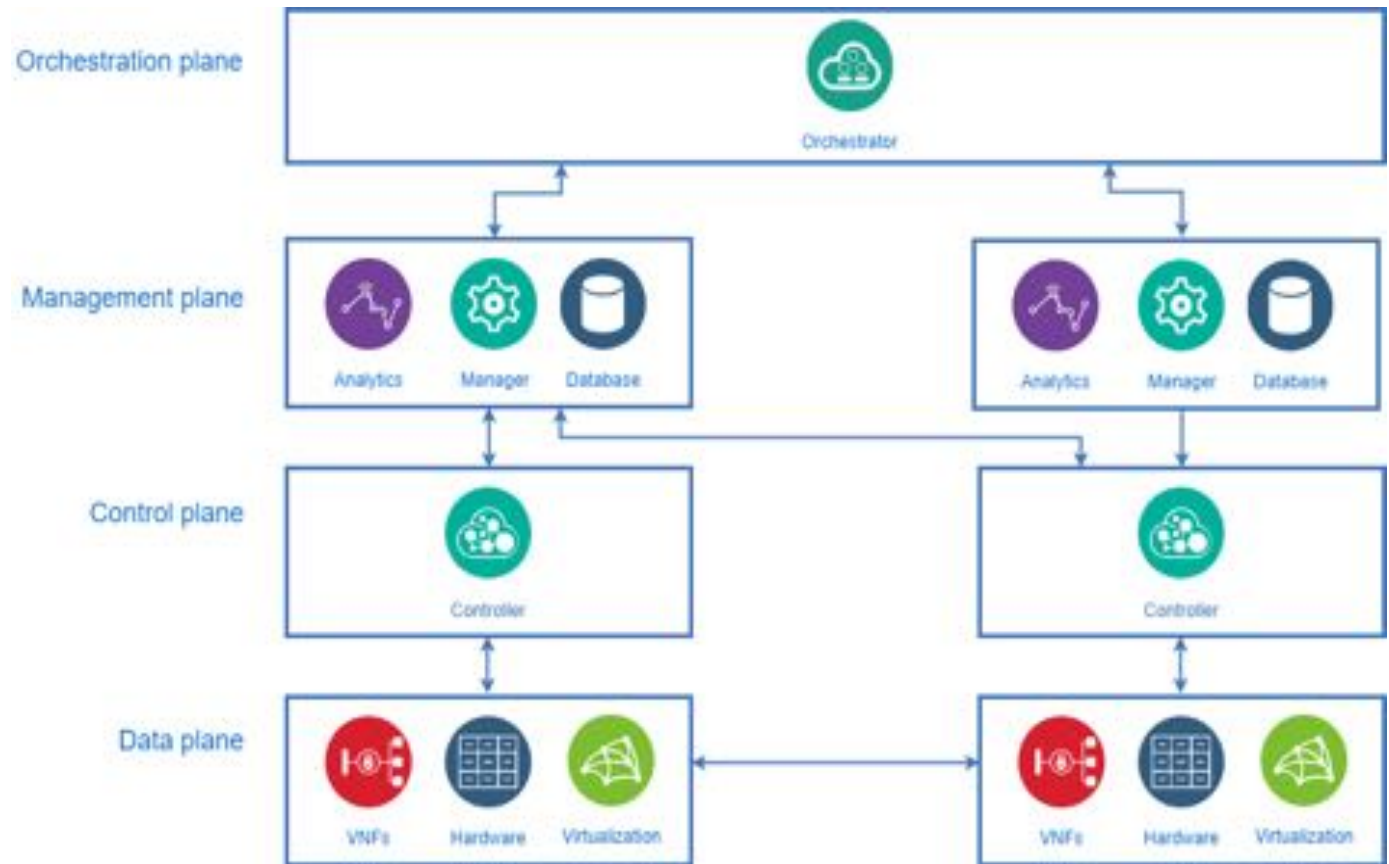 Orchestration plane
Orchestrator
Management plane
Analytics Manager Database
Analytics Manager Database
Control plane
Controller
Controller
Data plane
VNFs Hardware Virtualization
VNFs Hardware Virtualization